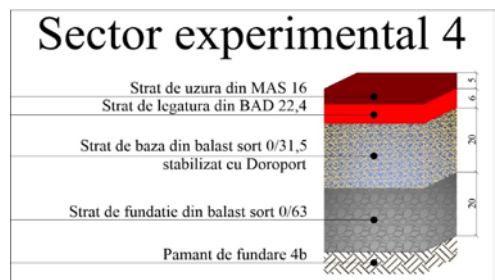 Sector experimental 4
Strat de uzura din MAS 16
Strat de legatura din BAD 22,4
Strat de baza din balast sort 0/31,5
stabilizat cu Doroport
Strat de fundatie din balast sort 0/63
Pamant de fundare 4b
5
6
20
20